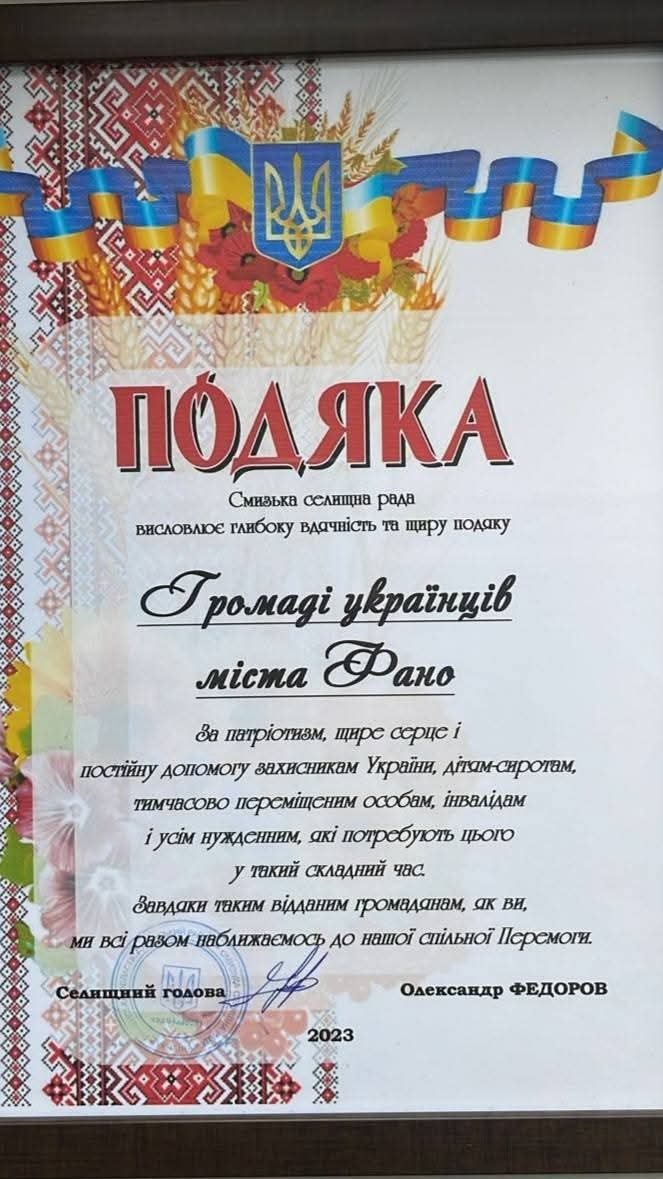 ПОДЯКА
Смизька селищна рада
висловлює глибоку вдячність та щиру подяку
Громаді українців
міста Фано
За патріотизм, щире серце і
постійну допомогу захисникам України, дітям-сиротам,
тимчасово переміщеним особам, інвалідам
і усім нужденним, які потребують цього
у такий складний час.
Завдяки таким відданим громадянам, як ви,
ми всі разом наближаємось до нашої спільної Перемоги.
Селищний голова Олександр ФЕДОРОВ
2023